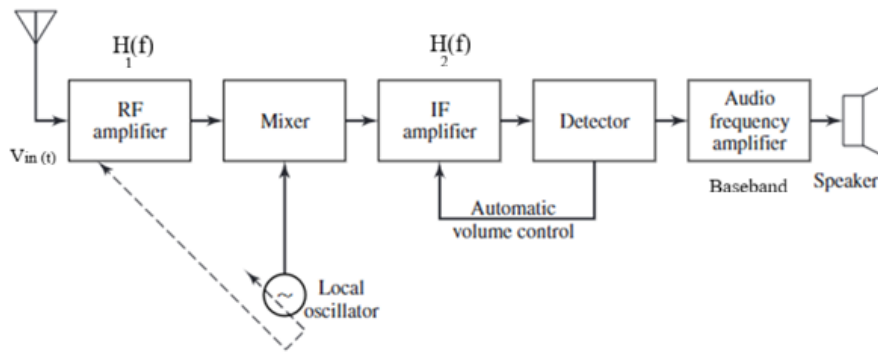 H(f)
1
H(f)
2
RF
amplifier
Mixer
IF
amplifier
Detector
Audio
frequency
amplifier
Vin (t)
Baseband
Speaker
Automatic
volume control
~
Local
oscillator